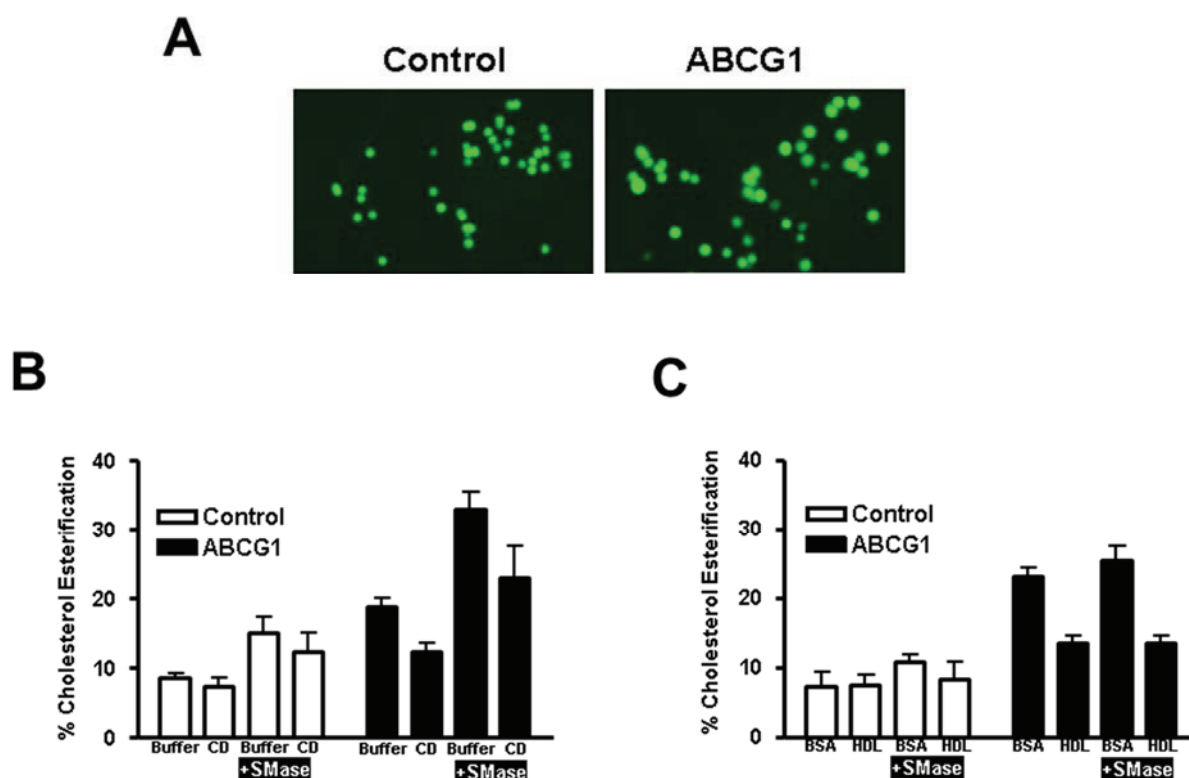 A
Control ABCG1
B
% Cholesterol Esterification
40
30
20
10
0
Control
ABCG1
Buffer CD Buffer CD Buffer CD Buffer CD
+SMase +SMase
C
% Cholesterol Esterification
40
30
20
10
0
Control
ABCG1
BSA HDL BSA HDL BSA HDL BSA HDL
+SMase +SMase